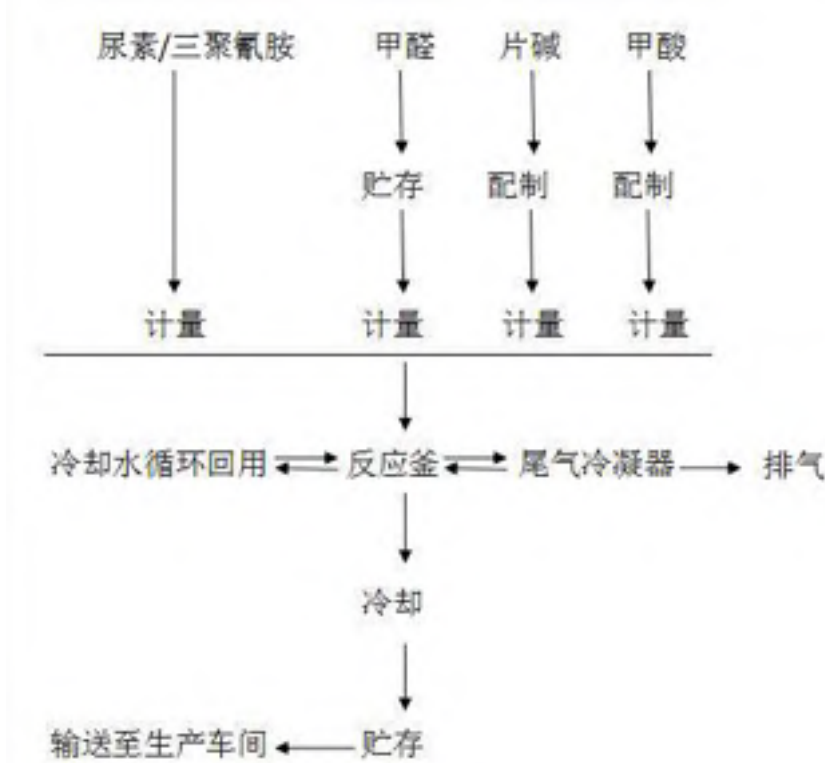 尿素/三聚氰胺 甲醛 片碱 甲酸
贮存 配制 配制
计量 计量 计量 计量
冷却水循环回用 反应釜 尾气冷凝器 排气
冷却
输送至生产车间 贮存